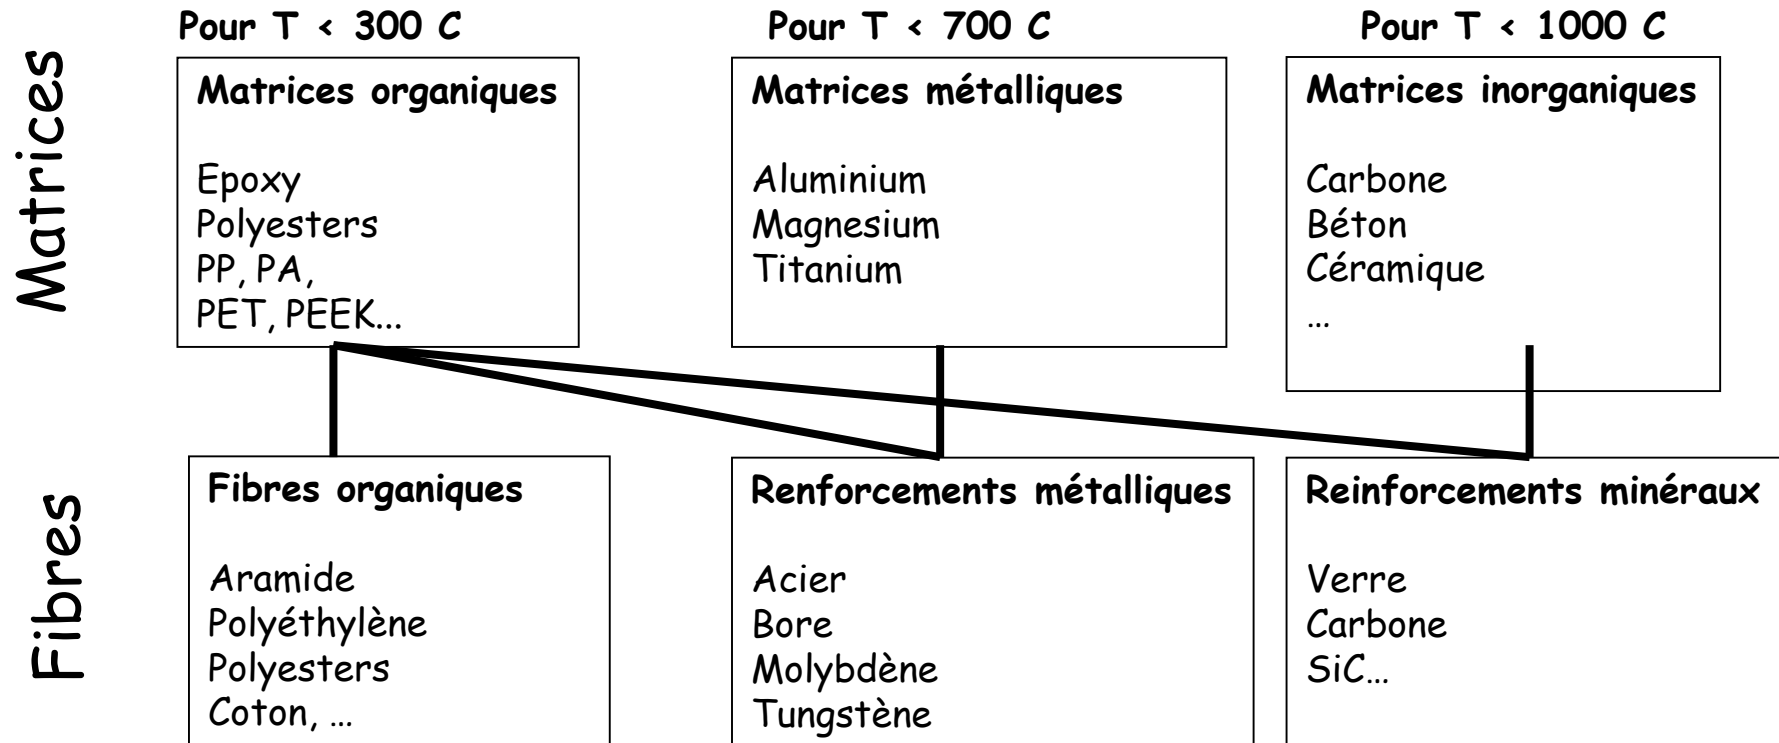 Matrices
Pour T < 300 C
Matrices organiques
Epoxy
Polyesters
PP, PA,
PET, PEEK...
Pour T < 700 C
Matrices métalliques
Aluminium
Magnesium
Titanium
Pour T < 1000 C
Matrices inorganiques
Carbone
Béton
Céramique
...
Fibres
Fibres organiques
Aramide
Polyéthylène
Polyesters
Coton, ...
Renforcements métalliques
Acier
Bore
Molybdène
Tungstène
Reinforcements minéraux
Verre
Carbone
SiC...